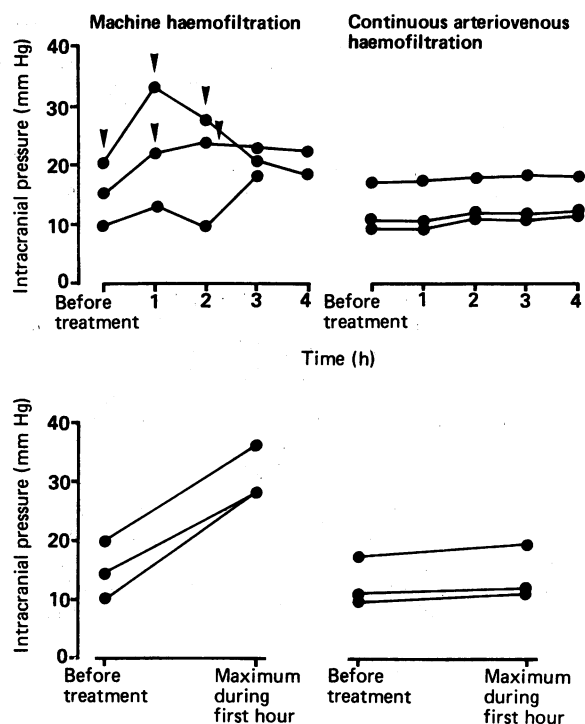 Machine haemofiltration
Continuous arteriovenous
haemofiltration
Intracranial pressure (mm Hg)
40
30
20
10
0
Before
treatment
1
2
3
4
Before
treatment
1
2
3
4
Time (h)
Intracranial pressure (mm Hg)
40
30
20
10
0
Before
treatment
Maximum
during
first hour
Before
treatment
Maximum
during
first hour